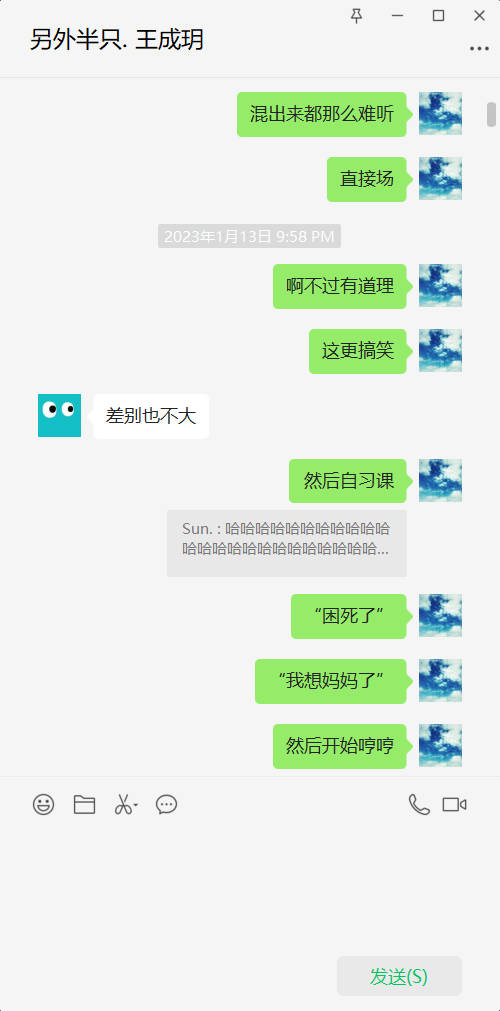 另外半只. 王成玥
混出来都那么难听
直接场
2023年1月13日 9:58 PM
啊不过有道理
这更搞笑
差别也不大
然后自习课
Sun. : 哈哈哈哈哈哈哈哈哈哈哈
哈哈哈哈哈哈哈哈哈哈哈哈哈...
“困死了”
“我想妈妈了”
然后开始哼哼
发送(S)